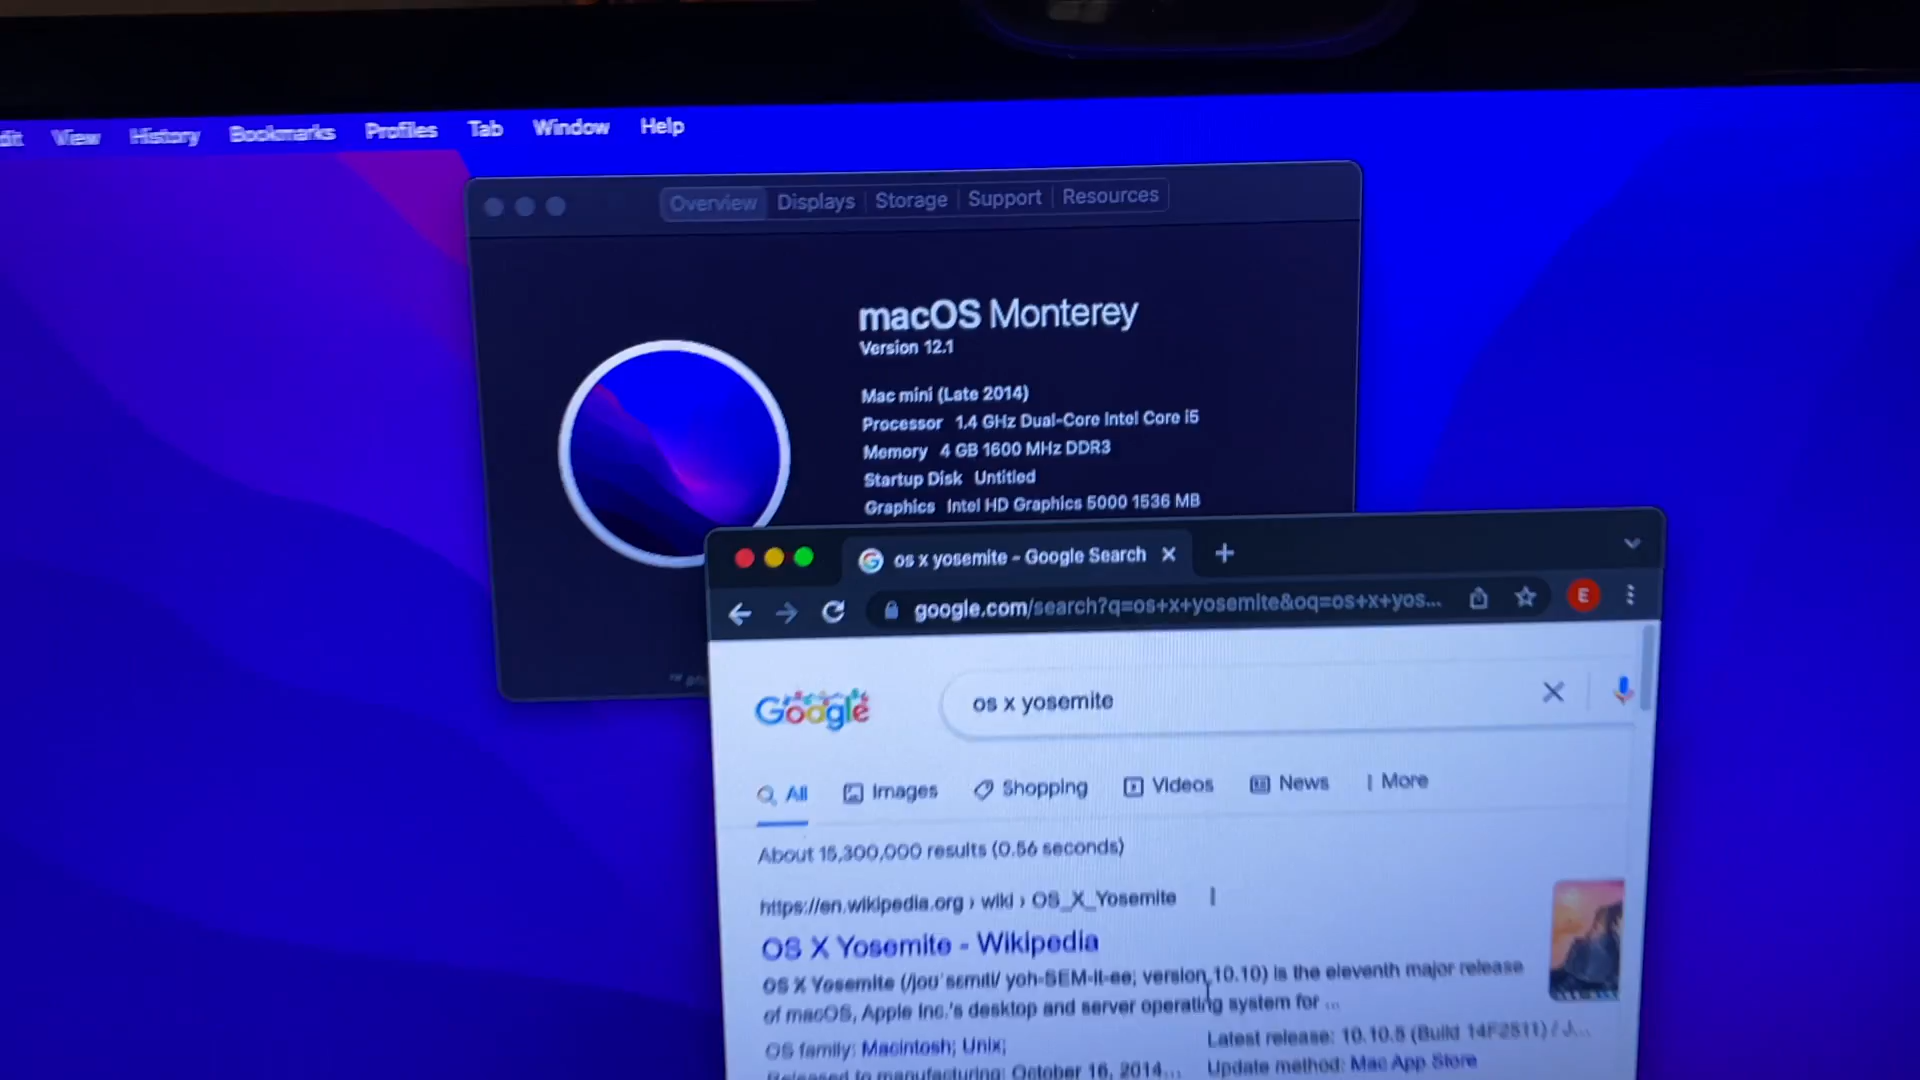 View History Bookmarks Profiles Tab Window Help
Overview Displays Storage Support Resources
macOS Monterey
Version 12.1
Mac mini (Late 2014)
Processor 1.4 GHz Dual-Core Intel Core i5
Memory 4 GB 1600 MHz DDR3
Startup Disk Untitled
Graphics Intel HD Graphics 5000 1536 MB
os x yosemite - Google Search
google.com/search?q=os+x+yosemite&oq=os+x+yos...
E
Google
os x yosemite
All Images Shopping Videos News More
About 15,300,000 results (0.56 seconds)
https://en.wikipedia.org › wiki › OS_X_Yosemite
OS X Yosemite - Wikipedia
OS X Yosemite (/joʊˈsɛmɪti/ yoh-SEM-it-ee; version 10.10) is the eleventh major release
of macOS, Apple Inc.'s desktop and server operating system for ...
OS family: Macintosh; Unix;
Latest release: 10.10.5 (Build 14F2511) / J...
Released to manufacturing: October 16, 2014...
Update method: Mac App Store